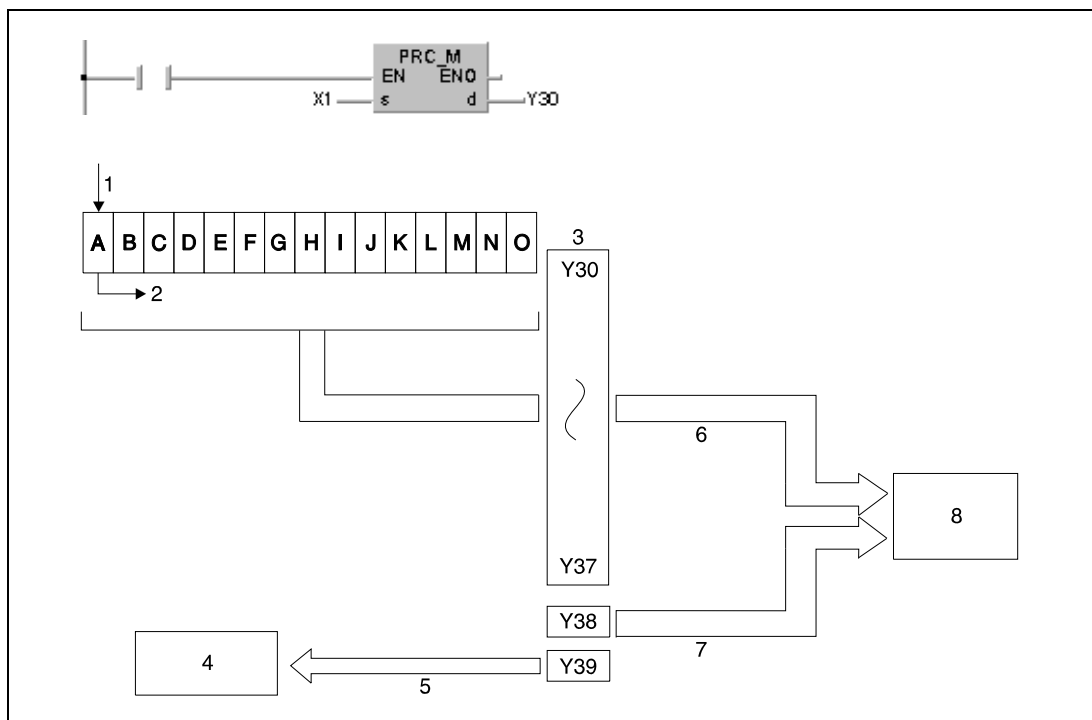 PRC_M
EN ENO
X1 s d Y30
1
A B C D E F G H I J K L M N O
2
3
Y30
6
8
Y37
Y38
7
4
5
Y39